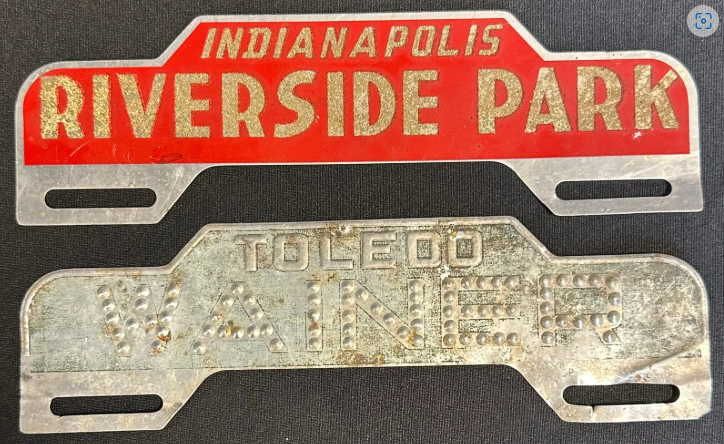 INDIANAPOLIS
RIVERSIDE PARK
TOLEDO
WAINER